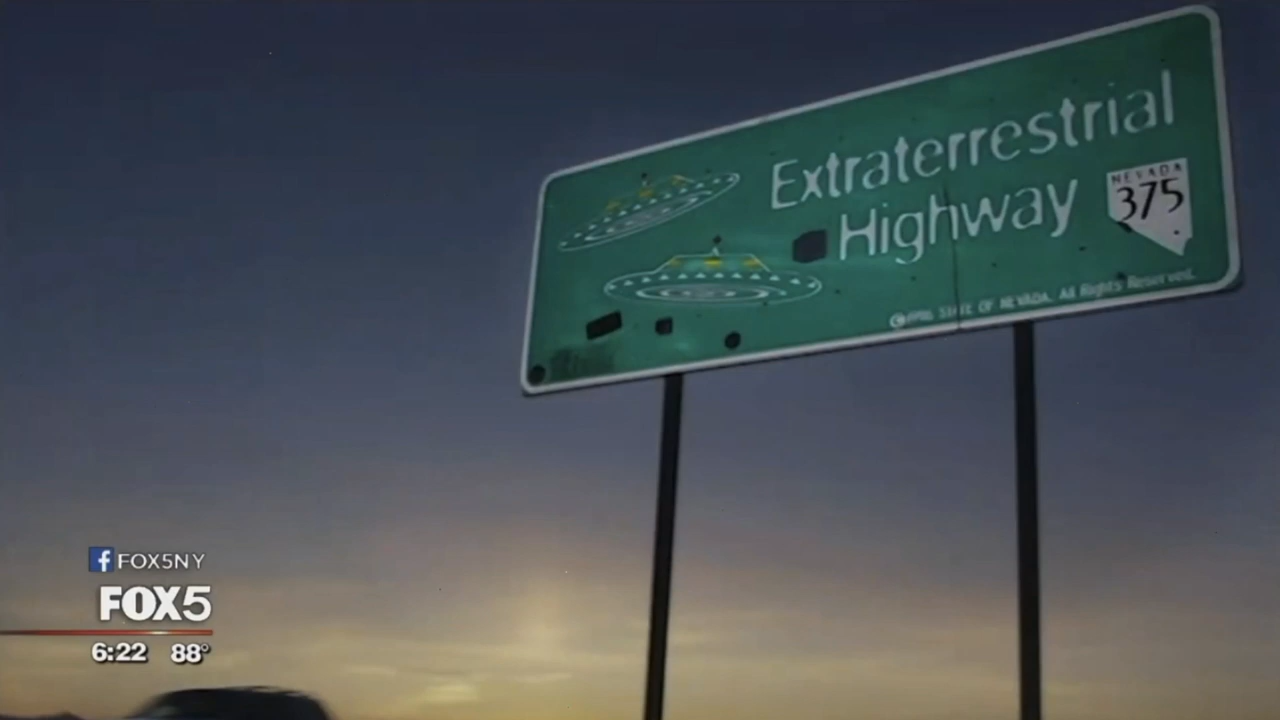 Extraterrestrial
Highway
NEVADA
375
STATE OF NEVADA. All Rights Reserved.
f FOX5NY
FOX5
6:22 88°